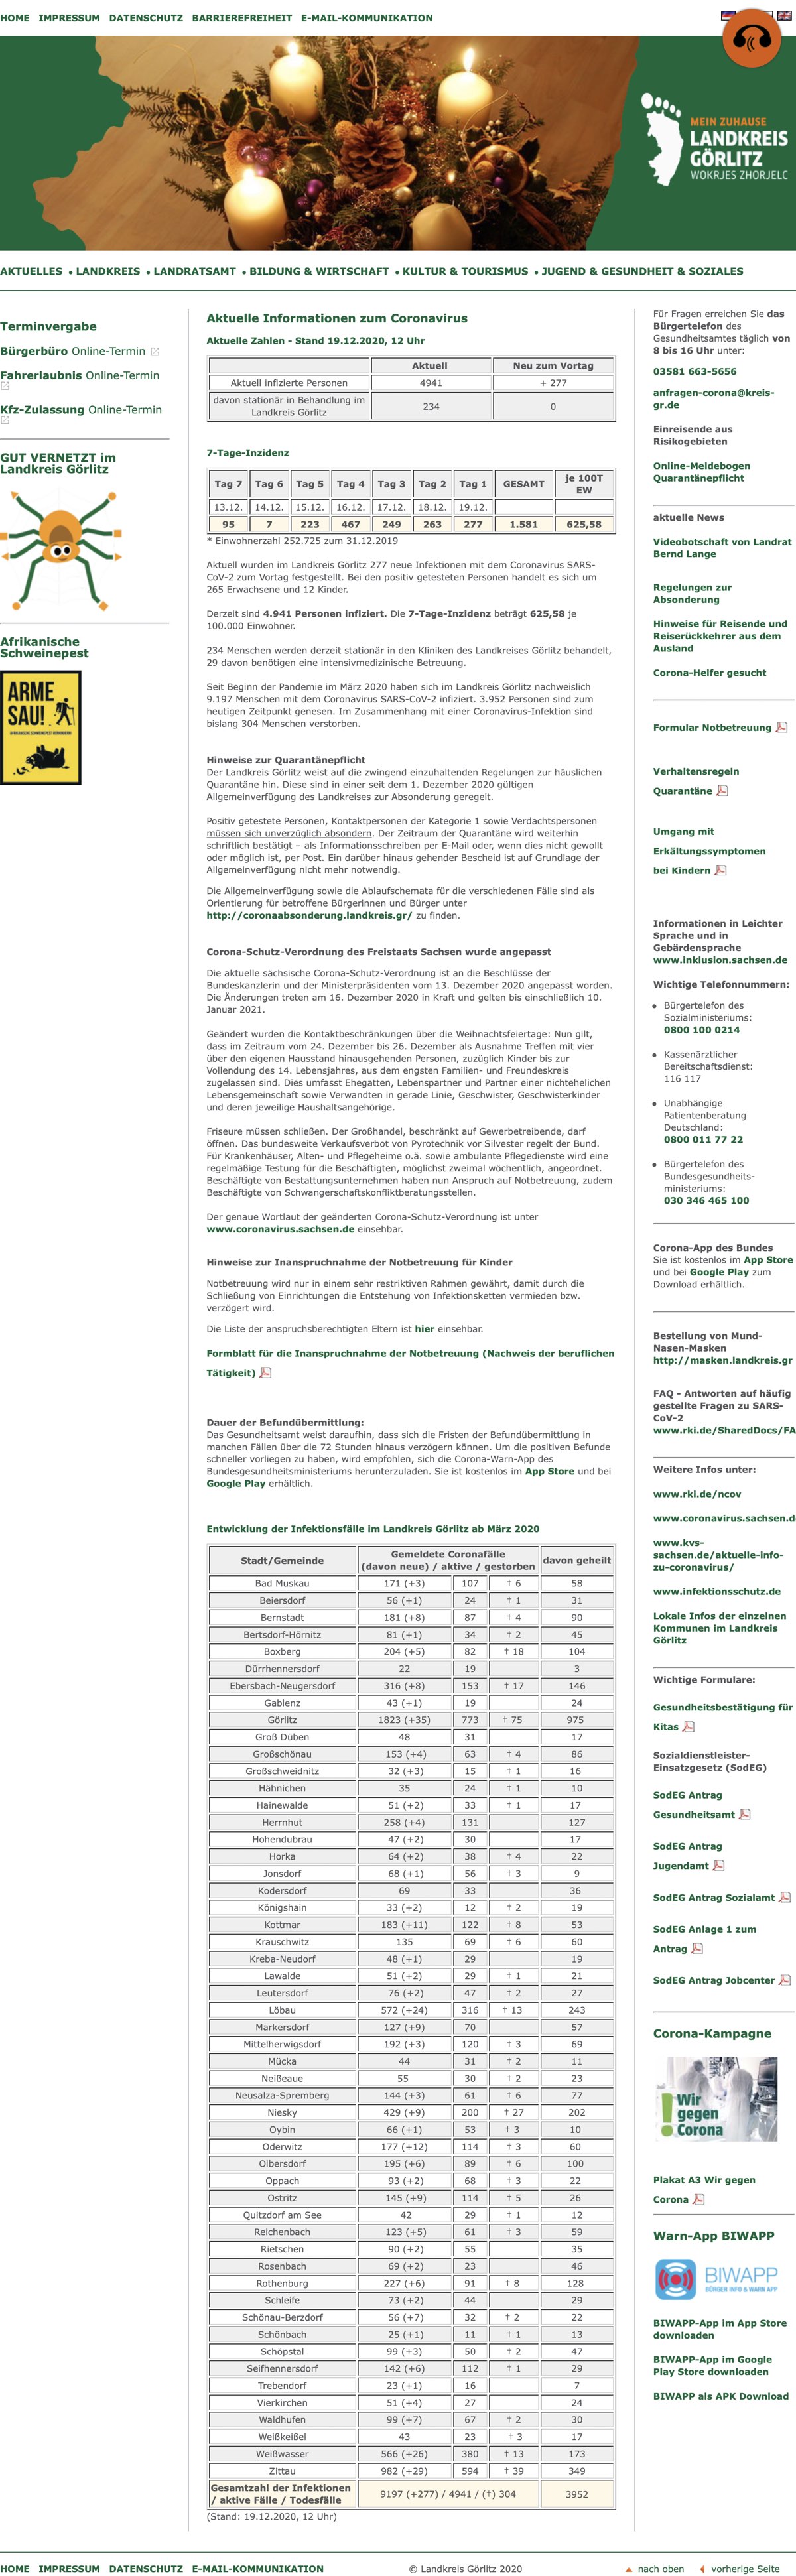 HOME IMPRESSUM DATENSCHUTZ BARRIEREFREIHEIT E-MAIL-KOMMUNIKATION
MEIN ZUHAUSE
LANDKREIS
GÖRLITZ
WOKRJES ZHORJELC
AKTUELLES • LANDKREIS • LANDRATSAMT • BILDUNG & WIRTSCHAFT • KULTUR & TOURISMUS • JUGEND & GESUNDHEIT & SOZIALES
Terminvergabe
Bürgerbüro Online-Termin
Fahrerlaubnis Online-Termin
Kfz-Zulassung Online-Termin
GUT VERNETZT im
Landkreis Görlitz
Afrikanische
Schweinepest
ARME
SAU!
Aktuelle Informationen zum Coronavirus
Aktuelle Zahlen - Stand 19.12.2020, 12 Uhr
Aktuell Neu zum Vortag
Aktuell infizierte Personen 4941 + 277
davon stationär in Behandlung im
Landkreis Görlitz 234 0
7-Tage-Inzidenz
Tag 7 Tag 6 Tag 5 Tag 4 Tag 3 Tag 2 Tag 1 GESAMT je 100T
EW
13.12. 14.12. 15.12. 16.12. 17.12. 18.12. 19.12.
95 7 223 467 249 263 277 1.581 625,58
* Einwohnerzahl 252.725 zum 31.12.2019
Aktuell wurden im Landkreis Görlitz 277 neue Infektionen mit dem Coronavirus SARS-
CoV-2 zum Vortag festgestellt. Bei den positiv getesteten Personen handelt es sich um
265 Erwachsene und 12 Kinder.
Derzeit sind 4.941 Personen infiziert. Die 7-Tage-Inzidenz beträgt 625,58 je
100.000 Einwohner.
234 Menschen werden derzeit stationär in den Kliniken des Landkreises Görlitz behandelt,
29 davon benötigen eine intensivmedizinische Betreuung.
Seit Beginn der Pandemie im März 2020 haben sich im Landkreis Görlitz nachweislich
9.197 Menschen mit dem Coronavirus SARS-CoV-2 infiziert. 3.952 Personen sind zum
heutigen Zeitpunkt genesen. Im Zusammenhang mit einer Coronavirus-Infektion sind
bislang 304 Menschen verstorben.
Hinweise zur Quarantänepflicht
Der Landkreis Görlitz weist auf die zwingend einzuhaltenden Regelungen zur häuslichen
Quarantäne hin. Diese sind in einer seit dem 1. Dezember 2020 gültigen
Allgemeinverfügung des Landkreises zur Absonderung geregelt.
Positiv getestete Personen, Kontaktpersonen der Kategorie 1 sowie Verdachtspersonen
müssen sich unverzüglich absondern. Der Zeitraum der Quarantäne wird weiterhin
schriftlich bestätigt – als Informationsschreiben per E-Mail oder, wenn dies nicht gewollt
oder möglich ist, per Post. Ein darüber hinaus gehender Bescheid ist auf Grundlage der
Allgemeinverfügung nicht mehr notwendig.
Die Allgemeinverfügung sowie die Ablaufschemata für die verschiedenen Fälle sind als
Orientierung für betroffene Bürgerinnen und Bürger unter
http://coronaabsonderung.landkreis.gr/ zu finden.
Corona-Schutz-Verordnung des Freistaats Sachsen wurde angepasst
Die aktuelle sächsische Corona-Schutz-Verordnung ist an die Beschlüsse der
Bundeskanzlerin und der Ministerpräsidenten vom 13. Dezember 2020 angepasst worden.
Die Änderungen treten am 16. Dezember 2020 in Kraft und gelten bis einschließlich 10.
Januar 2021.
Geändert wurden die Kontaktbeschränkungen über die Weihnachtsfeiertage: Nun gilt,
dass im Zeitraum vom 24. Dezember bis 26. Dezember als Ausnahme Treffen mit vier
über den eigenen Hausstand hinausgehenden Personen, zuzüglich Kinder bis zur
Vollendung des 14. Lebensjahres, aus dem engsten Familien- und Freundeskreis
zugelassen sind. Dies umfasst Ehegatten, Lebenspartner und Partner einer nichtehelichen
Lebensgemeinschaft sowie Verwandten in gerade Linie, Geschwister, Geschwisterkinder
und deren jeweilige Haushaltsangehörige.
Friseure müssen schließen. Der Großhandel, beschränkt auf Gewerbetreibende, darf
öffnen. Das bundesweite Verkaufsverbot von Pyrotechnik vor Silvester regelt der Bund.
Für Krankenhäuser, Alten- und Pflegeheime o.ä. sowie ambulante Pflegedienste wird eine
regelmäßige Testung für die Beschäftigten, möglichst zweimal wöchentlich, angeordnet.
Beschäftigte von Bestattungsunternehmen haben nun Anspruch auf Notbetreuung, zudem
Beschäftigte von Schwangerschaftskonfliktberatungsstellen.
Der genaue Wortlaut der geänderten Corona-Schutz-Verordnung ist unter
www.coronavirus.sachsen.de einsehbar.
Hinweise zur Inanspruchnahme der Notbetreuung für Kinder
Notbetreuung wird nur in einem sehr restriktiven Rahmen gewährt, damit durch die
Schließung von Einrichtungen die Entstehung von Infektionsketten vermieden bzw.
verzögert wird.
Die Liste der anspruchsberechtigten Eltern ist hier einsehbar.
Formblatt für die Inanspruchnahme der Notbetreuung (Nachweis der beruflichen
Tätigkeit)
Dauer der Befundübermittlung:
Das Gesundheitsamt weist daraufhin, dass sich die Fristen der Befundübermittlung in
manchen Fällen über die 72 Stunden hinaus verzögern können. Um die positiven Befunde
schneller vorliegen zu haben, wird empfohlen, sich die Corona-Warn-App des
Bundesgesundheitsministeriums herunterzuladen. Sie ist kostenlos im App Store und bei
Google Play erhältlich.
Entwicklung der Infektionsfälle im Landkreis Görlitz ab März 2020
Stadt/Gemeinde Gemeldete Coronafälle
(davon neue) / aktive / gestorben davon geheilt
Bad Muskau 171 (+3) 107 † 6 58
Beiersdorf 56 (+1) 24 † 1 31
Bernstadt 181 (+8) 87 † 4 90
Bertsdorf-Hörnitz 81 (+1) 34 † 2 45
Boxberg 204 (+5) 82 † 18 104
Dürrhennersdorf 22 19 3
Ebersbach-Neugersdorf 316 (+8) 153 † 17 146
Gablenz 43 (+1) 19 24
Görlitz 1823 (+35) 773 † 75 975
Groß Düben 48 31 17
Großschönau 153 (+4) 63 † 4 86
Großschweidnitz 32 (+3) 15 † 1 16
Hähnichen 35 24 † 1 10
Hainewalde 51 (+2) 33 † 1 17
Herrnhut 258 (+4) 131 127
Hohendubrau 47 (+2) 30 17
Horka 64 (+2) 38 † 4 22
Jonsdorf 68 (+1) 56 † 3 9
Kodersdorf 69 33 36
Königshain 33 (+2) 12 † 2 19
Kottmar 183 (+11) 122 † 8 53
Krauschwitz 135 69 † 6 60
Kreba-Neudorf 48 (+1) 29 19
Lawalde 51 (+2) 29 † 1 21
Leutersdorf 76 (+2) 47 † 2 27
Löbau 572 (+24) 316 † 13 243
Markersdorf 127 (+9) 70 57
Mittelherwigsdorf 192 (+3) 120 † 3 69
Mücka 44 31 † 2 11
Neißeaue 55 30 † 2 23
Neusalza-Spremberg 144 (+3) 61 † 6 77
Niesky 429 (+9) 200 † 27 202
Oybin 66 (+1) 53 † 3 10
Oderwitz 177 (+12) 114 † 3 60
Olbersdorf 195 (+6) 89 † 6 100
Oppach 93 (+2) 68 † 3 22
Ostritz 145 (+9) 114 † 5 26
Quitzdorf am See 42 29 † 1 12
Reichenbach 123 (+5) 61 † 3 59
Rietschen 90 (+2) 55 35
Rosenbach 69 (+2) 23 46
Rothenburg 227 (+6) 91 † 8 128
Schleife 73 (+2) 44 29
Schönau-Berzdorf 56 (+7) 32 † 2 22
Schönbach 25 (+1) 11 † 1 13
Schöpstal 99 (+3) 50 † 2 47
Seifhennersdorf 142 (+6) 112 † 1 29
Trebendorf 23 (+1) 16 7
Vierkirchen 51 (+4) 27 24
Waldhufen 99 (+7) 67 † 2 30
Weißkeißel 43 23 † 3 17
Weißwasser 566 (+26) 380 † 13 173
Zittau 982 (+29) 594 † 39 349
Gesamtzahl der Infektionen
/ aktive Fälle / Todesfälle 9197 (+277) / 4941 / (†) 304 3952
(Stand: 19.12.2020, 12 Uhr)
Für Fragen erreichen Sie das
Bürgertelefon des
Gesundheitsamtes täglich von
8 bis 16 Uhr unter:
03581 663-5656
anfragen-corona@kreis-
gr.de
Einreisende aus
Risikogebieten
Online-Meldebogen
Quarantänepflicht
aktuelle News
Videobotschaft von Landrat
Bernd Lange
Regelungen zur
Absonderung
Hinweise für Reisende und
Reiserückkehrer aus dem
Ausland
Corona-Helfer gesucht
Formular Notbetreuung
Verhaltensregeln
Quarantäne
Umgang mit
Erkältungssymptomen
bei Kindern
Informationen in Leichter
Sprache und in
Gebärdensprache
www.inklusion.sachsen.de
Wichtige Telefonnummern:
• Bürgertelefon des
Sozialministeriums:
0800 100 0214
• Kassenärztlicher
Bereitschaftsdienst:
116 117
• Unabhängige
Patientenberatung
Deutschland:
0800 011 77 22
• Bürgertelefon des
Bundesgesundheits-
ministeriums:
030 346 465 100
Corona-App des Bundes
Sie ist kostenlos im App Store
und bei Google Play zum
Download erhältlich.
Bestellung von Mund-
Nasen-Masken
http://masken.landkreis.gr
FAQ - Antworten auf häufig
gestellte Fragen zu SARS-
CoV-2
www.rki.de/SharedDocs/FA
Weitere Infos unter:
www.rki.de/ncov
www.coronavirus.sachsen.d
www.kvs-
sachsen.de/aktuelle-info-
zu-coronavirus/
www.infektionsschutz.de
Lokale Infos der einzelnen
Kommunen im Landkreis
Görlitz
Wichtige Formulare:
Gesundheitsbestätigung für
Kitas
Sozialdienstleister-
Einsatzgesetz (SodEG)
SodEG Antrag
Gesundheitsamt
SodEG Antrag
Jugendamt
SodEG Antrag Sozialamt
SodEG Anlage 1 zum
Antrag
SodEG Antrag Jobcenter
Corona-Kampagne
Wir
gegen
Corona
Plakat A3 Wir gegen
Corona
Warn-App BIWAPP
BIWAPP
BÜRGER INFO & WARN APP
BIWAPP-App im App Store
downloaden
BIWAPP-App im Google
Play Store downloaden
BIWAPP als APK Download
HOME IMPRESSUM DATENSCHUTZ E-MAIL-KOMMUNIKATION © Landkreis Görlitz 2020 nach oben vorherige Seite